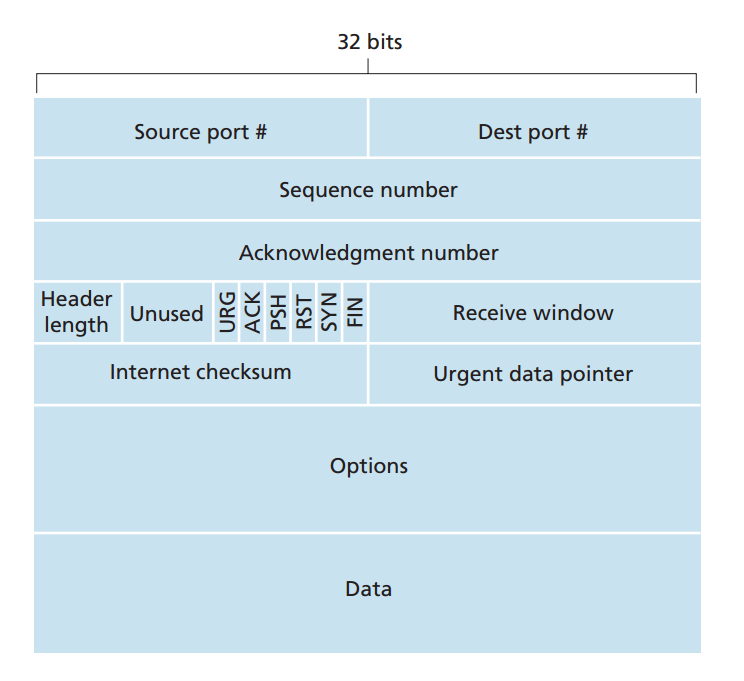 32 bits
Source port #
Dest port #
Sequence number
Acknowledgment number
Header
length
Unused
URG
ACK
PSH
RST
SYN
FIN
Receive window
Internet checksum
Urgent data pointer
Options
Data